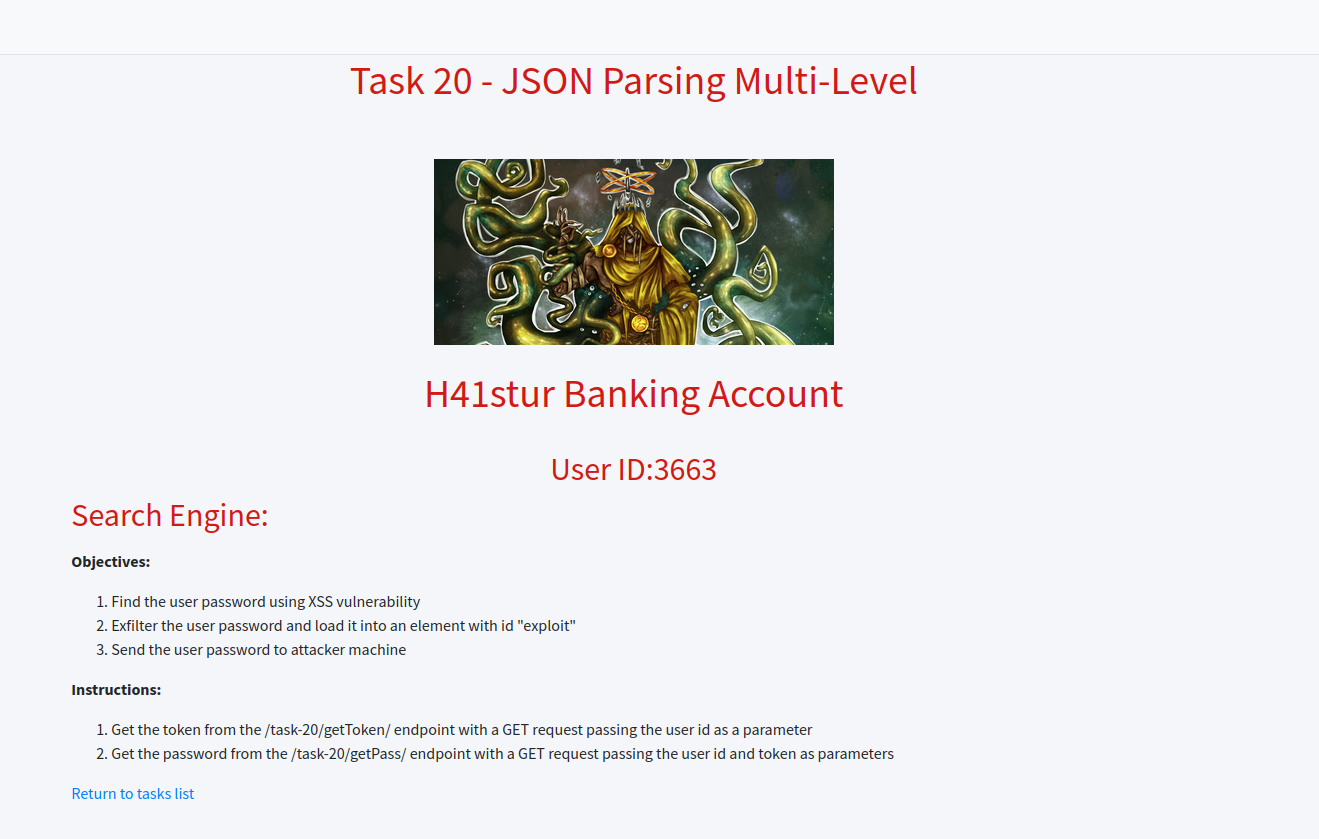 Task 20 - JSON Parsing Multi-Level
H41stur Banking Account
User ID:3663
Search Engine:
Objectives:
1. Find the user password using XSS vulnerability
2. Exfilter the user password and load it into an element with id "exploit"
3. Send the user password to attacker machine
Instructions:
1. Get the token from the /task-20/getToken/ endpoint with a GET request passing the user id as a parameter
2. Get the password from the /task-20/getPass/ endpoint with a GET request passing the user id and token as parameters
Return to tasks list